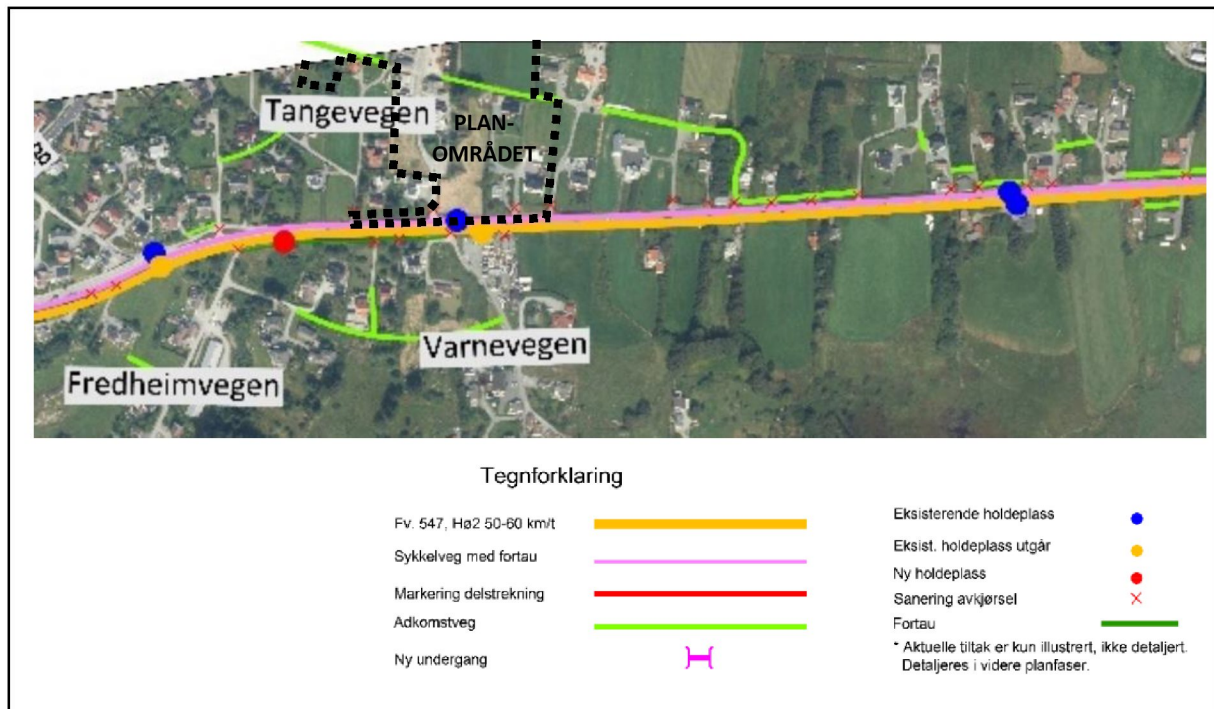 Tangevegen
PLAN-
OMRÅDET
Varnevegen
Fredheimvegen
Tegnforklaring
Fv. 547, Hø2 50-60 km/t
Sykkelveg med fortau
Markering delstrekning
Adkomstveg
Ny undergang
Eksisterende holdeplass
Eksist. holdeplass utgår
Ny holdeplass
Sanering avkjørsel
Fortau
* Aktuelle tiltak er kun illustrert, ikke detaljert.
Detaljeres i videre planfaser.